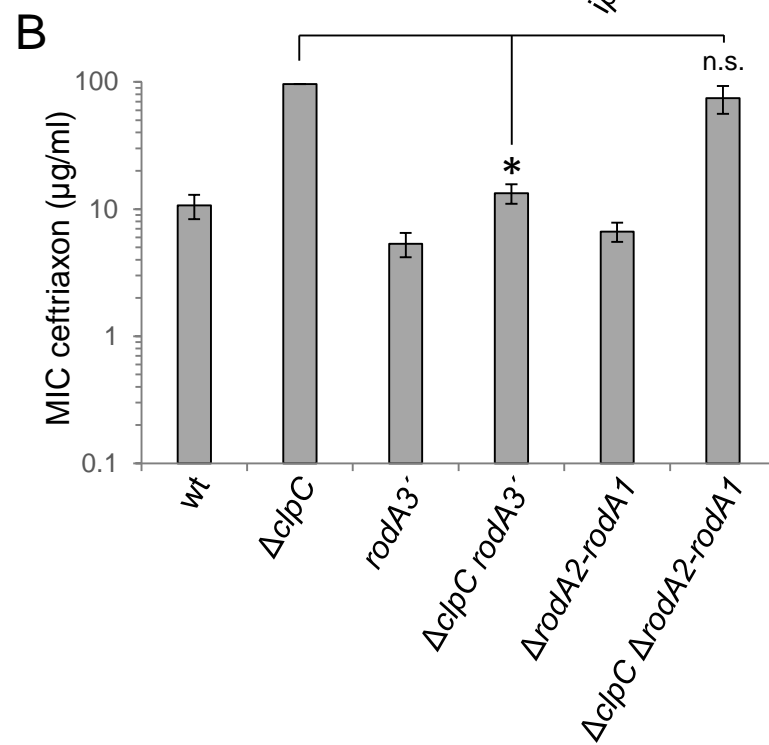 B
n.s.
*
MIC ceftriaxon (µg/ml)
100
10
1
0.1
wt
ΔclpC
rodA3´
ΔclpC rodA3´
ΔrodA2-rodA1
ΔclpC ΔrodA2-rodA1